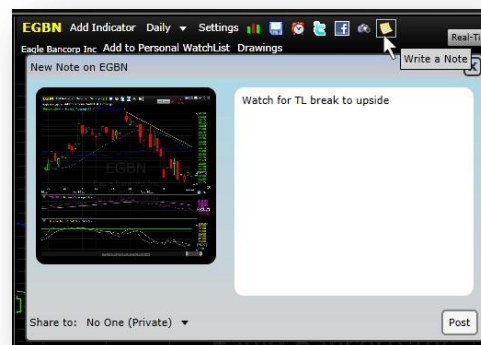 EGBN Add Indicator Daily Settings
Real-Ti
Eagle Bancorp Inc Add to Personal WatchList Drawings
Write a Note
New Note on EGBN
X
Watch for TL break to upside
EGBN
Share to: No One (Private)
Post